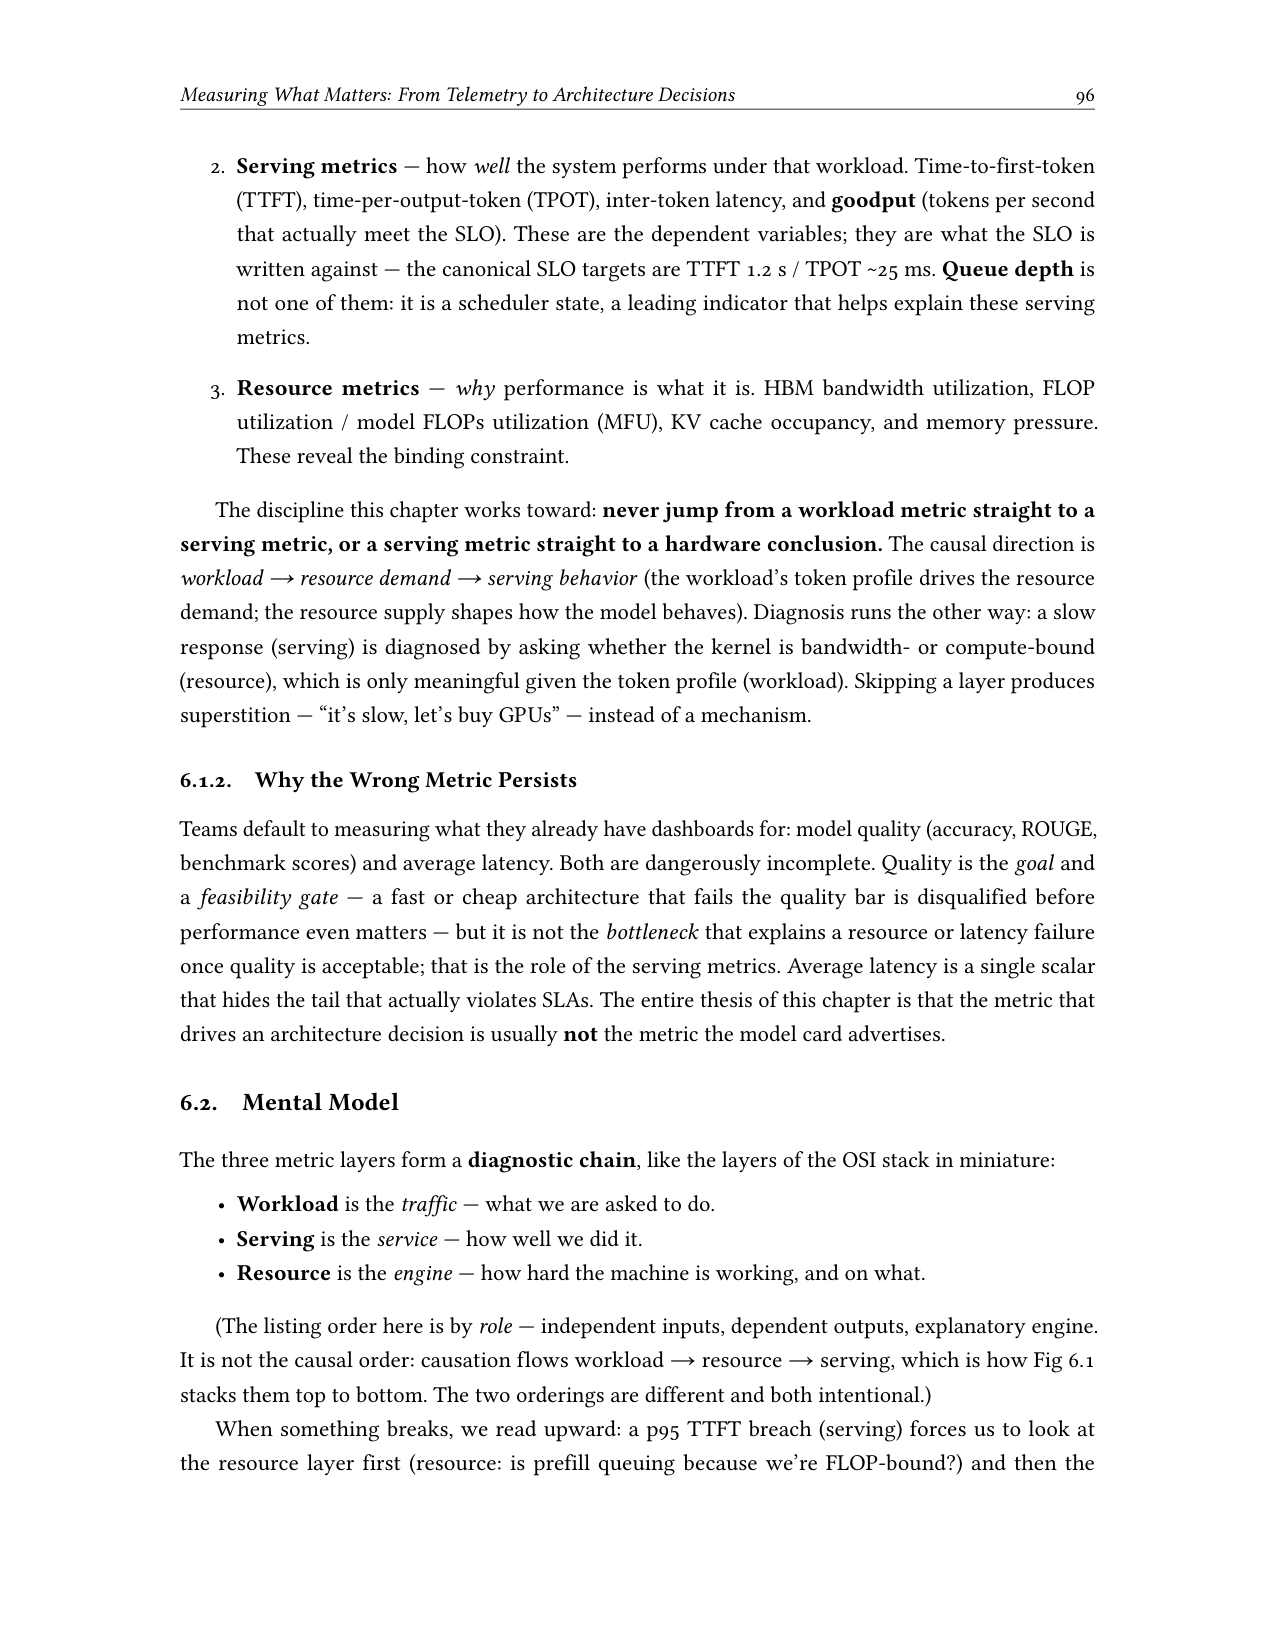 Measuring What Matters: From Telemetry to Architecture Decisions 96
2. Serving metrics — how well the system performs under that workload. Time-to-first-token
(TTFT), time-per-output-token (TPOT), inter-token latency, and goodput (tokens per second
that actually meet the SLO). These are the dependent variables; they are what the SLO is
written against — the canonical SLO targets are TTFT 1.2 s / TPOT ~25 ms. Queue depth is
not one of them: it is a scheduler state, a leading indicator that helps explain these serving
metrics.
3. Resource metrics — why performance is what it is. HBM bandwidth utilization, FLOP
utilization / model FLOPs utilization (MFU), KV cache occupancy, and memory pressure.
These reveal the binding constraint.
The discipline this chapter works toward: never jump from a workload metric straight to a
serving metric, or a serving metric straight to a hardware conclusion. The causal direction is
workload → resource demand → serving behavior (the workload's token profile drives the resource
demand; the resource supply shapes how the model behaves). Diagnosis runs the other way: a slow
response (serving) is diagnosed by asking whether the kernel is bandwidth- or compute-bound
(resource), which is only meaningful given the token profile (workload). Skipping a layer produces
superstition — “it's slow, let's buy GPUs” — instead of a mechanism.
6.1.2. Why the Wrong Metric Persists
Teams default to measuring what they already have dashboards for: model quality (accuracy, ROUGE,
benchmark scores) and average latency. Both are dangerously incomplete. Quality is the goal and
a feasibility gate — a fast or cheap architecture that fails the quality bar is disqualified before
performance even matters — but it is not the bottleneck that explains a resource or latency failure
once quality is acceptable; that is the role of the serving metrics. Average latency is a single scalar
that hides the tail that actually violates SLAs. The entire thesis of this chapter is that the metric that
drives an architecture decision is usually not the metric the model card advertises.
6.2. Mental Model
The three metric layers form a diagnostic chain, like the layers of the OSI stack in miniature:
• Workload is the traffic — what we are asked to do.
• Serving is the service — how well we did it.
• Resource is the engine — how hard the machine is working, and on what.
(The listing order here is by role — independent inputs, dependent outputs, explanatory engine.
It is not the causal order: causation flows workload → resource → serving, which is how Fig 6.1
stacks them top to bottom. The two orderings are different and both intentional.)
When something breaks, we read upward: a p95 TTFT breach (serving) forces us to look at
the resource layer first (resource: is prefill queuing because we're FLOP-bound?) and then the